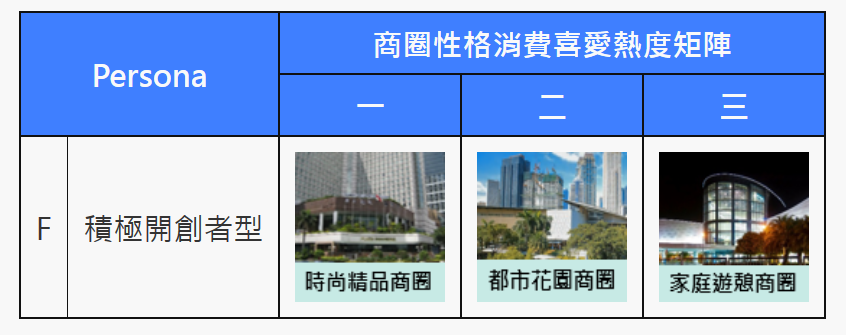 Persona
商圈性格消費喜愛熱度矩陣
一
二
三
F
積極開創者型
時尚精品商圈
都市花園商圈
家庭遊憩商圈